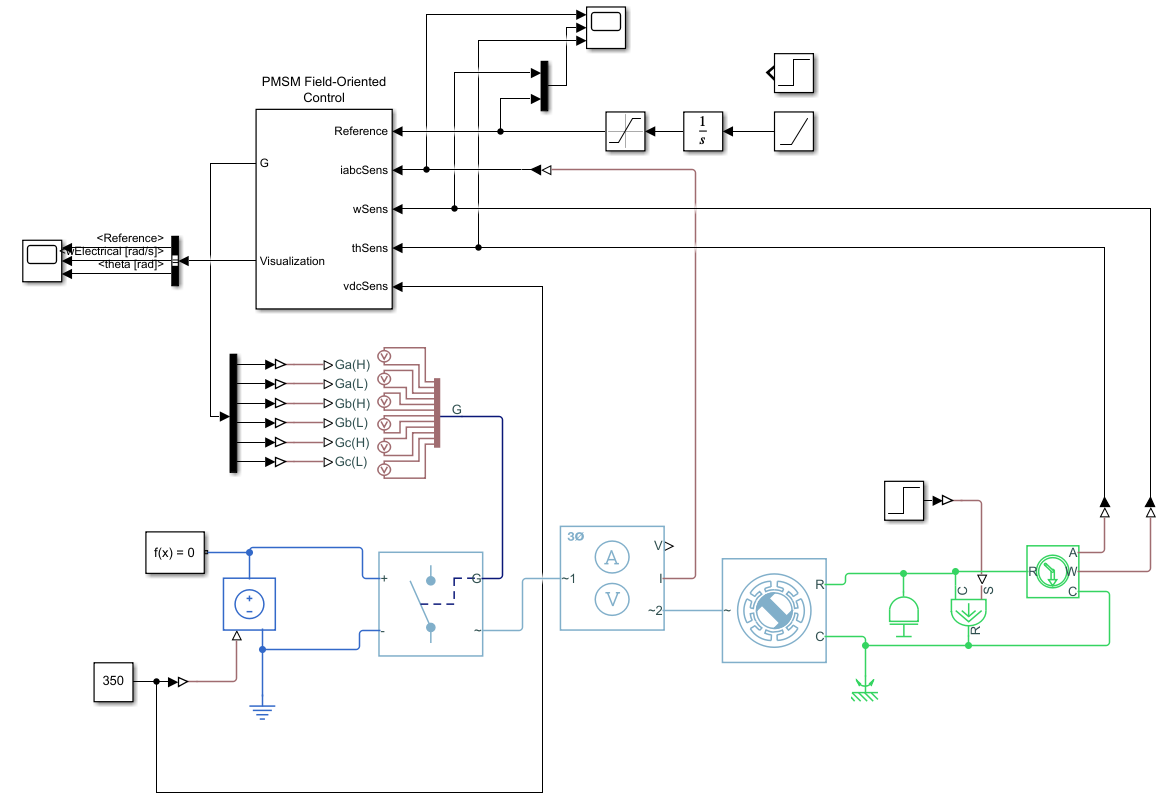 PMSM Field-Oriented
Control
Reference
1
s
G
iabcSens
wSens
<Reference>
<wElectrical [rad/s]>
<theta [rad]>
thSens
Visualization
vdcSens
Ga(H)
Ga(L)
Gb(H)
G
Gb(L)
Gc(H)
Gc(L)
3Ø
A
V
V
f(x) = 0
+
G
~1
I
A
R
W
C
S
C
R
~2
~
R
-
~
C
350